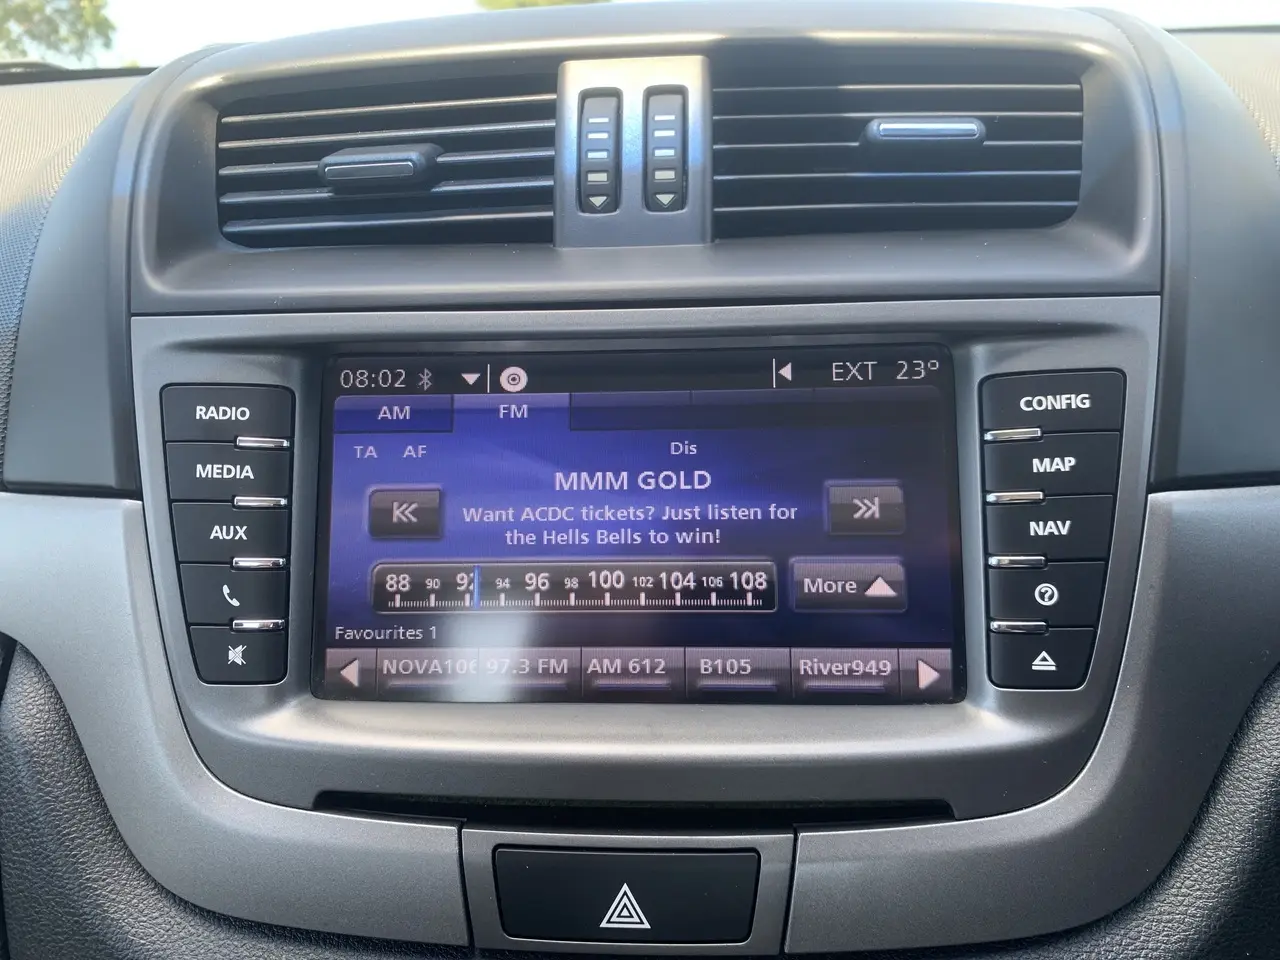 08:02 EXT 23°
AM FM
TA AF Dis
MMM GOLD
Want ACDC tickets? Just listen for
the Hells Bells to win!
88 90 92 94 96 98 100 102 104 106 108
More
Favourites 1
NOVA106 97.3 FM AM 612 B105 River949
RADIO
MEDIA
AUX
CONFIG
MAP
NAV
?